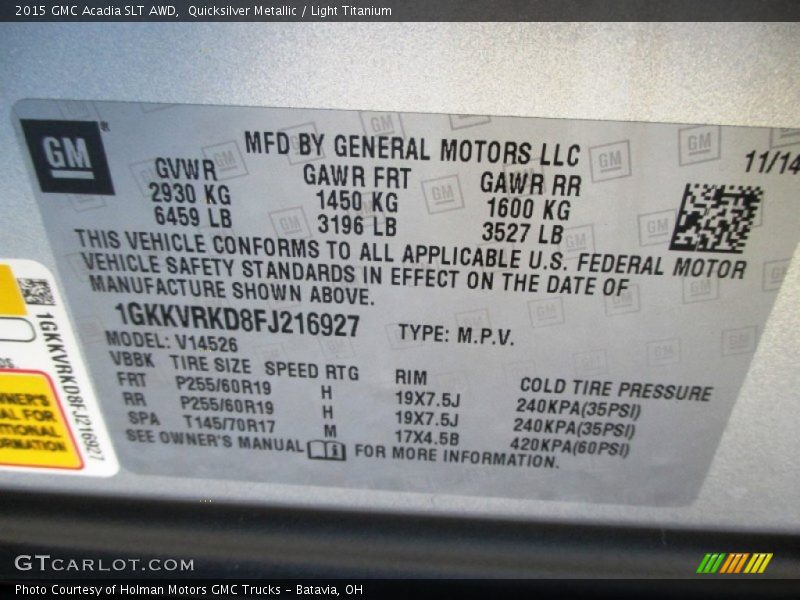 2015 GMC Acadia SLT AWD,  Quicksilver Metallic / Light Titanium
GM
MFD BY GENERAL MOTORS LLC
11/14
GVWR GAWR FRT GAWR RR
2930 KG 1450 KG 1600 KG
6459 LB 3196 LB 3527 LB
THIS VEHICLE CONFORMS TO ALL APPLICABLE U.S. FEDERAL MOTOR
VEHICLE SAFETY STANDARDS IN EFFECT ON THE DATE OF
MANUFACTURE SHOWN ABOVE.
1GKKVRKD8FJ216927 TYPE: M.P.V.
MODEL: V14526
VBBK TIRE SIZE SPEED RTG RIM COLD TIRE PRESSURE
FRT P255/60R19 H 19X7.5J 240KPA(35PSI)
RR P255/60R19 H 19X7.5J 240KPA(35PSI)
SPA T145/70R17 M 17X4.5B 420KPA(60PSI)
SEE OWNER'S MANUAL FOR MORE INFORMATION.
1GKKVRKD8FJ216927
WNER'S
AL FOR
ITIONAL
RMATION
GTCARLOT.COM
Photo Courtesy of Holman Motors GMC Trucks – Batavia, OH